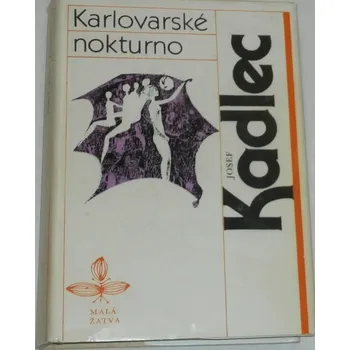 Karlovarské
nokturno
JOSEF
Kadlec
MALÁ
ŽATVA